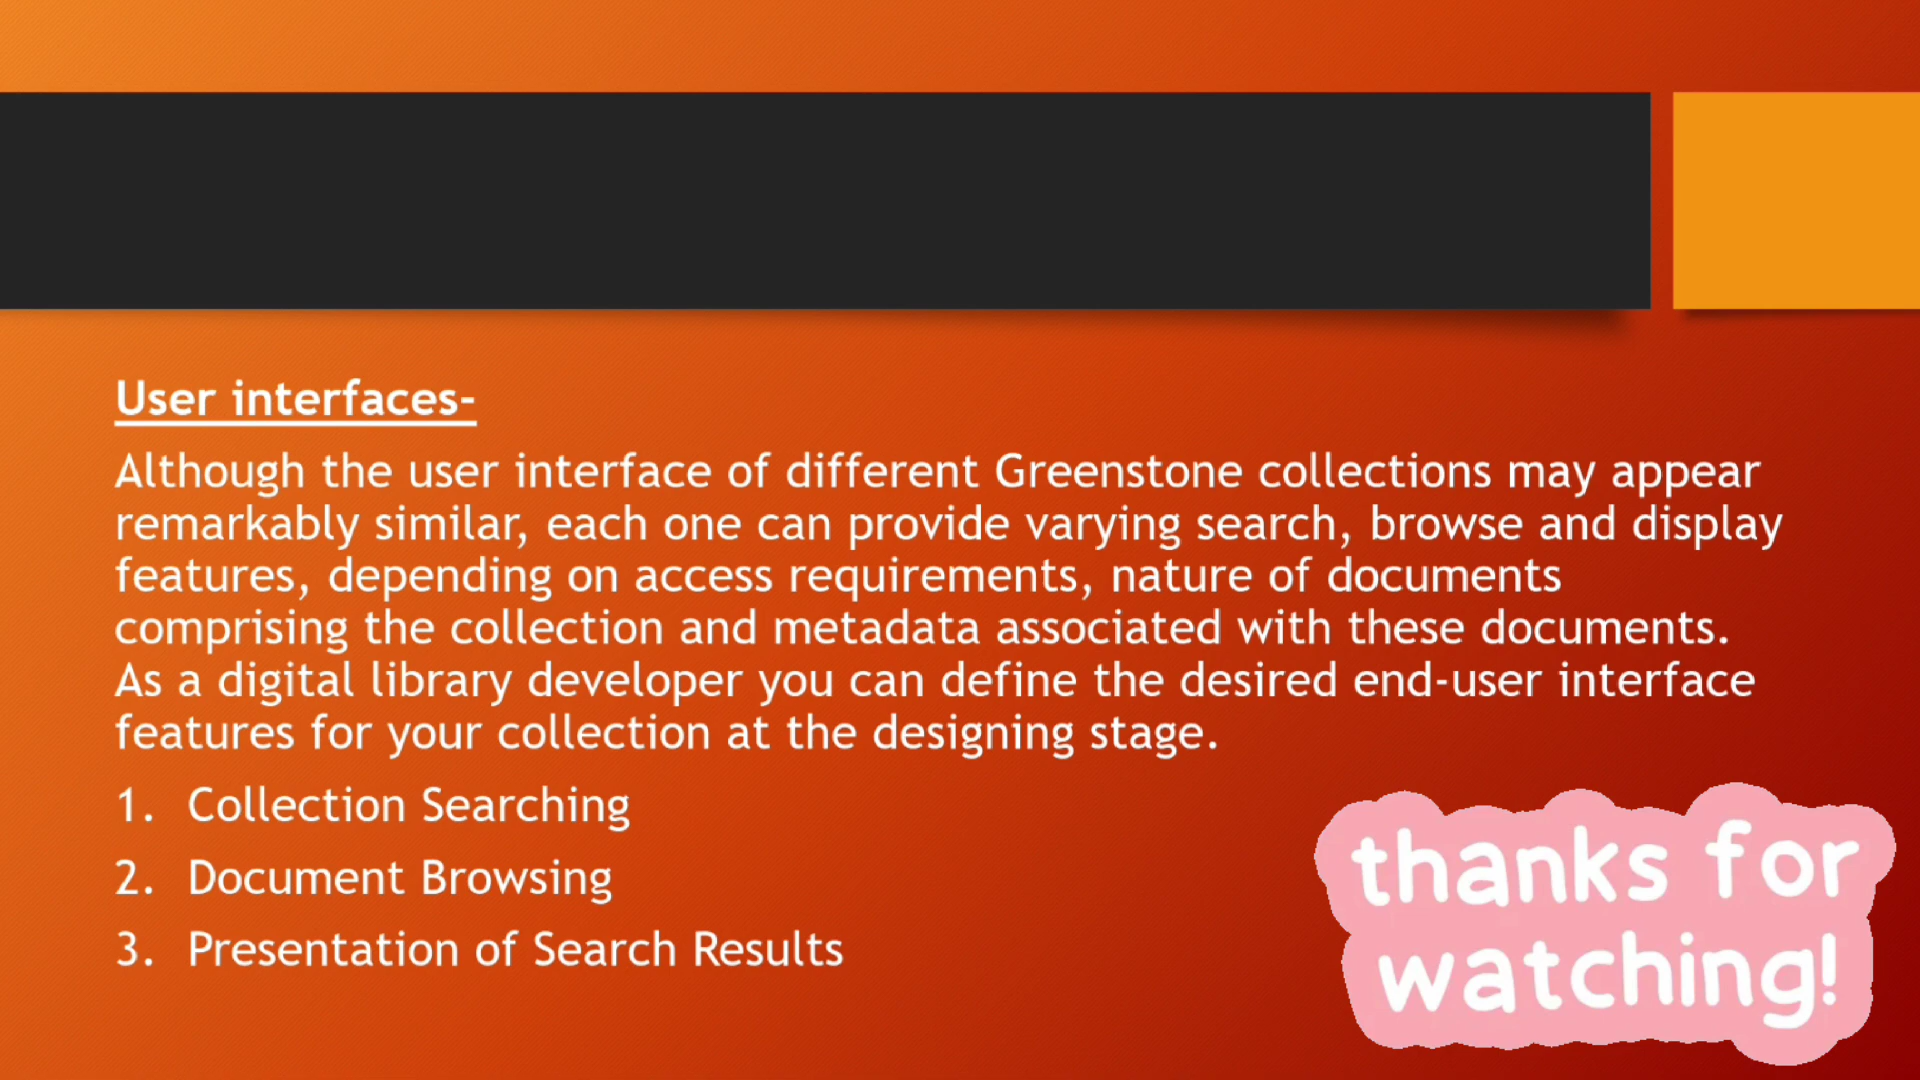 User interfaces-
Although the user interface of different Greenstone collections may appear
remarkably similar, each one can provide varying search, browse and display
features, depending on access requirements, nature of documents
comprising the collection and metadata associated with these documents.
As a digital library developer you can define the desired end-user interface
features for your collection at the designing stage.
1. Collection Searching
2. Document Browsing
3. Presentation of Search Results
thanks for
watching!